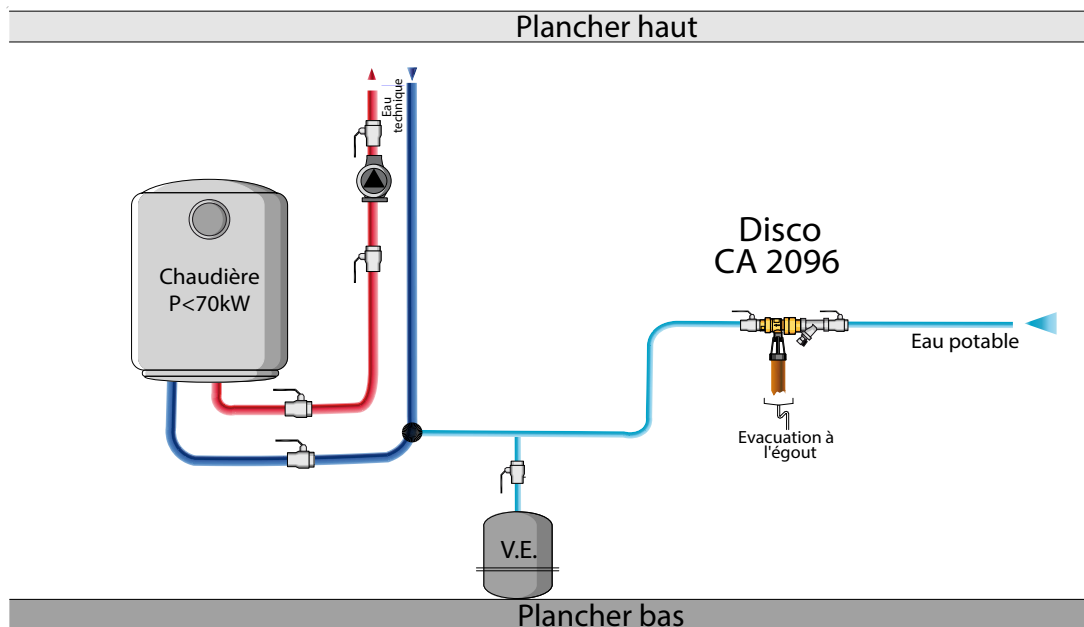 Plancher haut
Eau
technique
Disco
CA 2096
Chaudière
P<70kW
Eau potable
Evacuation à
l'égout
V.E.
Plancher bas